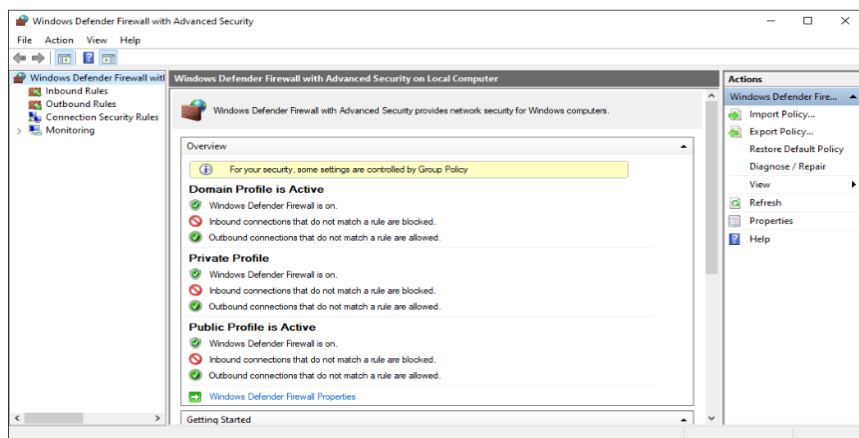 Windows Defender Firewall with Advanced Security
File Action View Help
Windows Defender Firewall witl
Inbound Rules
Outbound Rules
Connection Security Rules
Monitoring
Windows Defender Firewall with Advanced Security on Local Computer
Windows Defender Firewall with Advanced Security provides network security for Windows computers.
Overview
For your security, some settings are controlled by Group Policy
Domain Profile is Active
Windows Defender Firewall is on.
Inbound connections that do not match a rule are blocked.
Outbound connections that do not match a rule are allowed.
Private Profile
Windows Defender Firewall is on.
Inbound connections that do not match a rule are blocked.
Outbound connections that do not match a rule are allowed.
Public Profile is Active
Windows Defender Firewall is on.
Inbound connections that do not match a rule are blocked.
Outbound connections that do not match a rule are allowed.
Windows Defender Firewall Properties
Getting Started
Actions
Windows Defender Fire...
Import Policy...
Export Policy...
Restore Default Policy
Diagnose / Repair
View
Refresh
Properties
Help